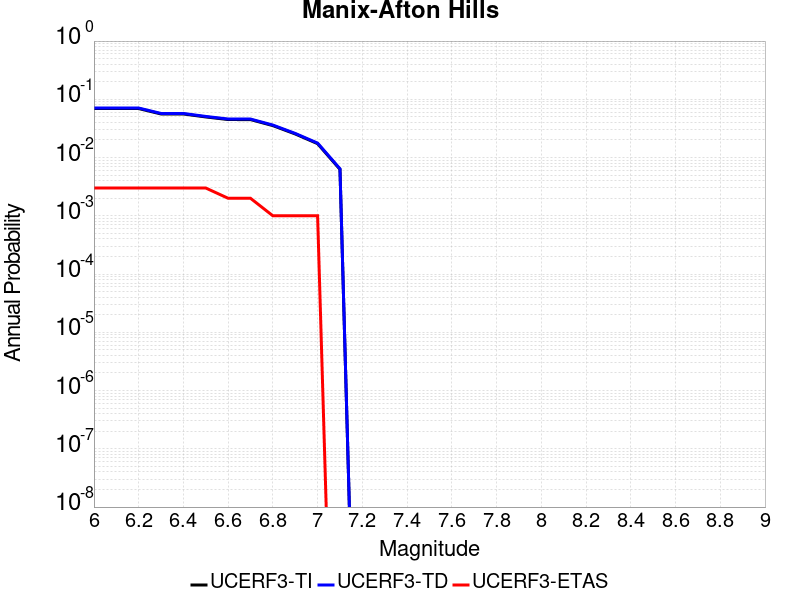 Manix-Afton Hills
10^0
10^-1
10^-2
10^-3
10^-4
10^-5
10^-6
10^-7
10^-8
Annual Probability
6 6.2 6.4 6.6 6.8 7 7.2 7.4 7.6 7.8 8 8.2 8.4 8.6 8.8 9
Magnitude
UCERF3-TI UCERF3-TD UCERF3-ETAS